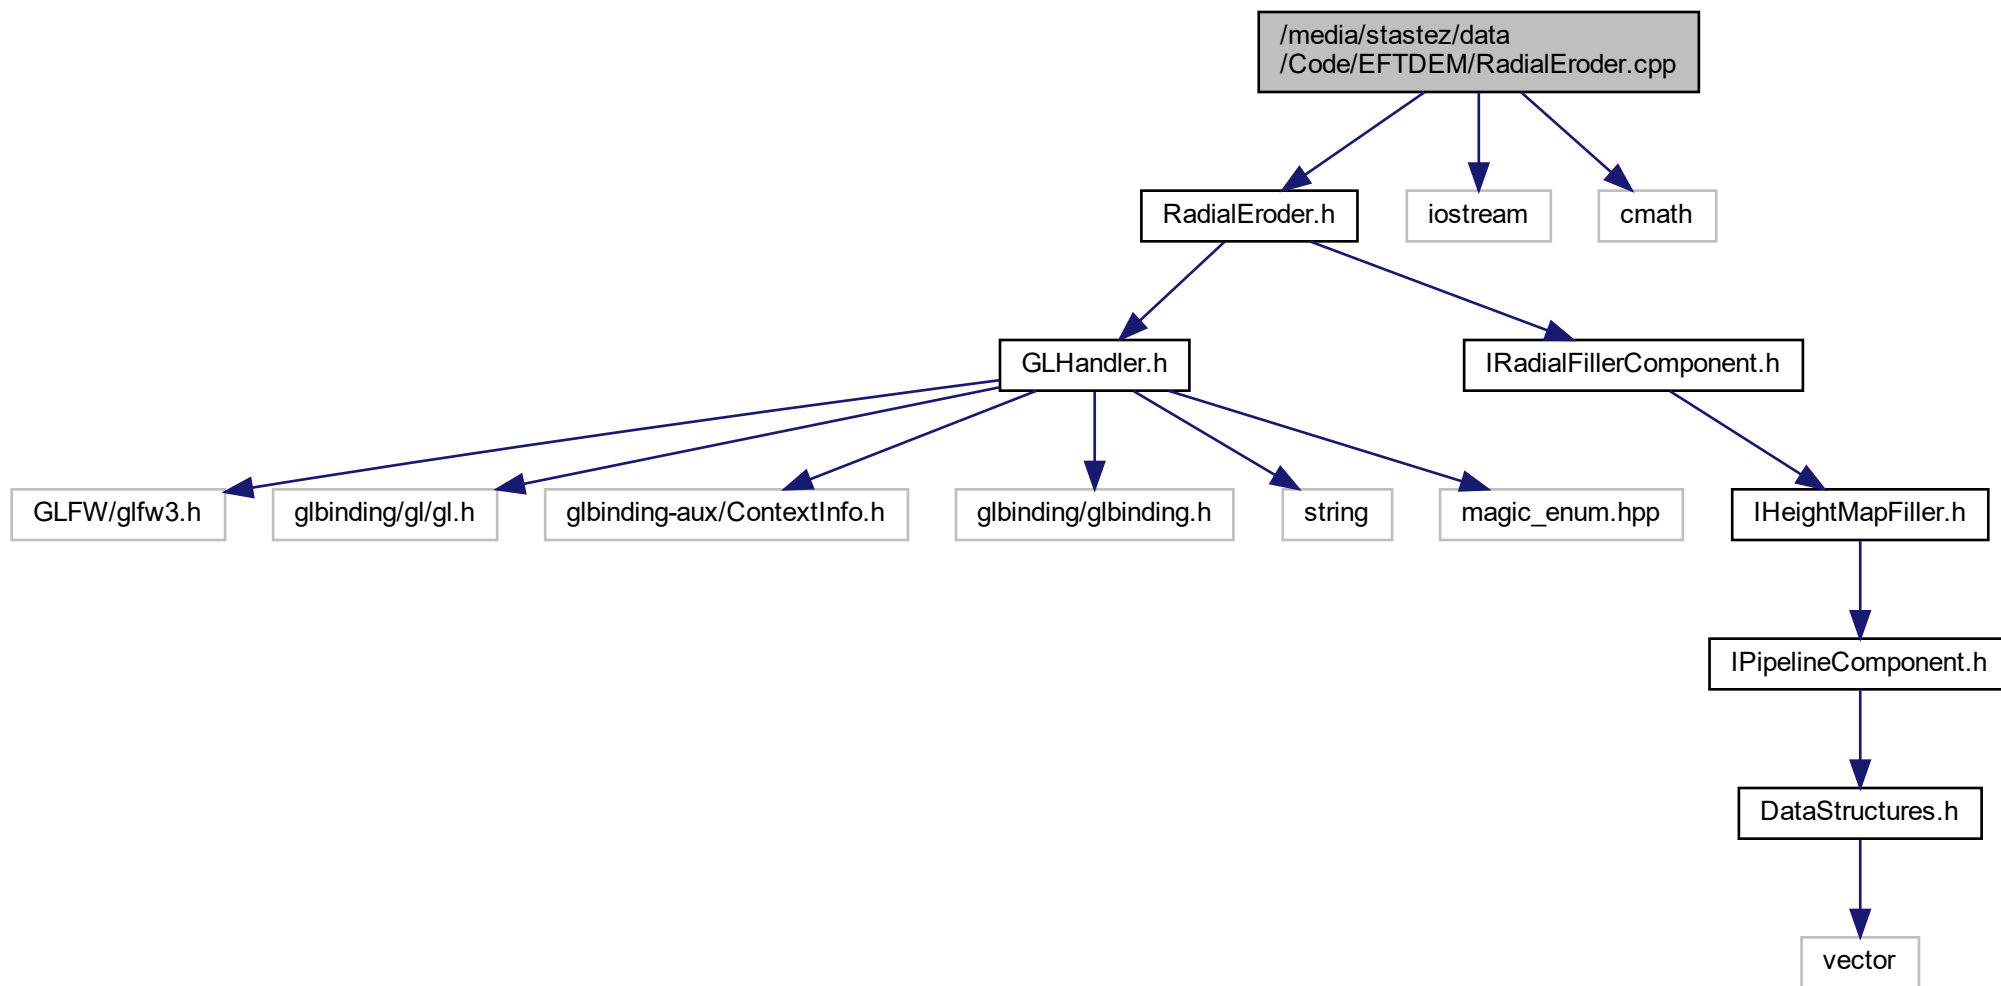 /media/stastez/data
/Code/EFTDEM/RadialEroder.cpp
RadialEroder.h
iostream
cmath
GLHandler.h
IRadialFillerComponent.h
GLFW/glfw3.h
glbinding/gl/gl.h
glbinding-aux/ContextInfo.h
glbinding/glbinding.h
string
magic_enum.hpp
IHeightMapFiller.h
IPipelineComponent.h
DataStructures.h
vector